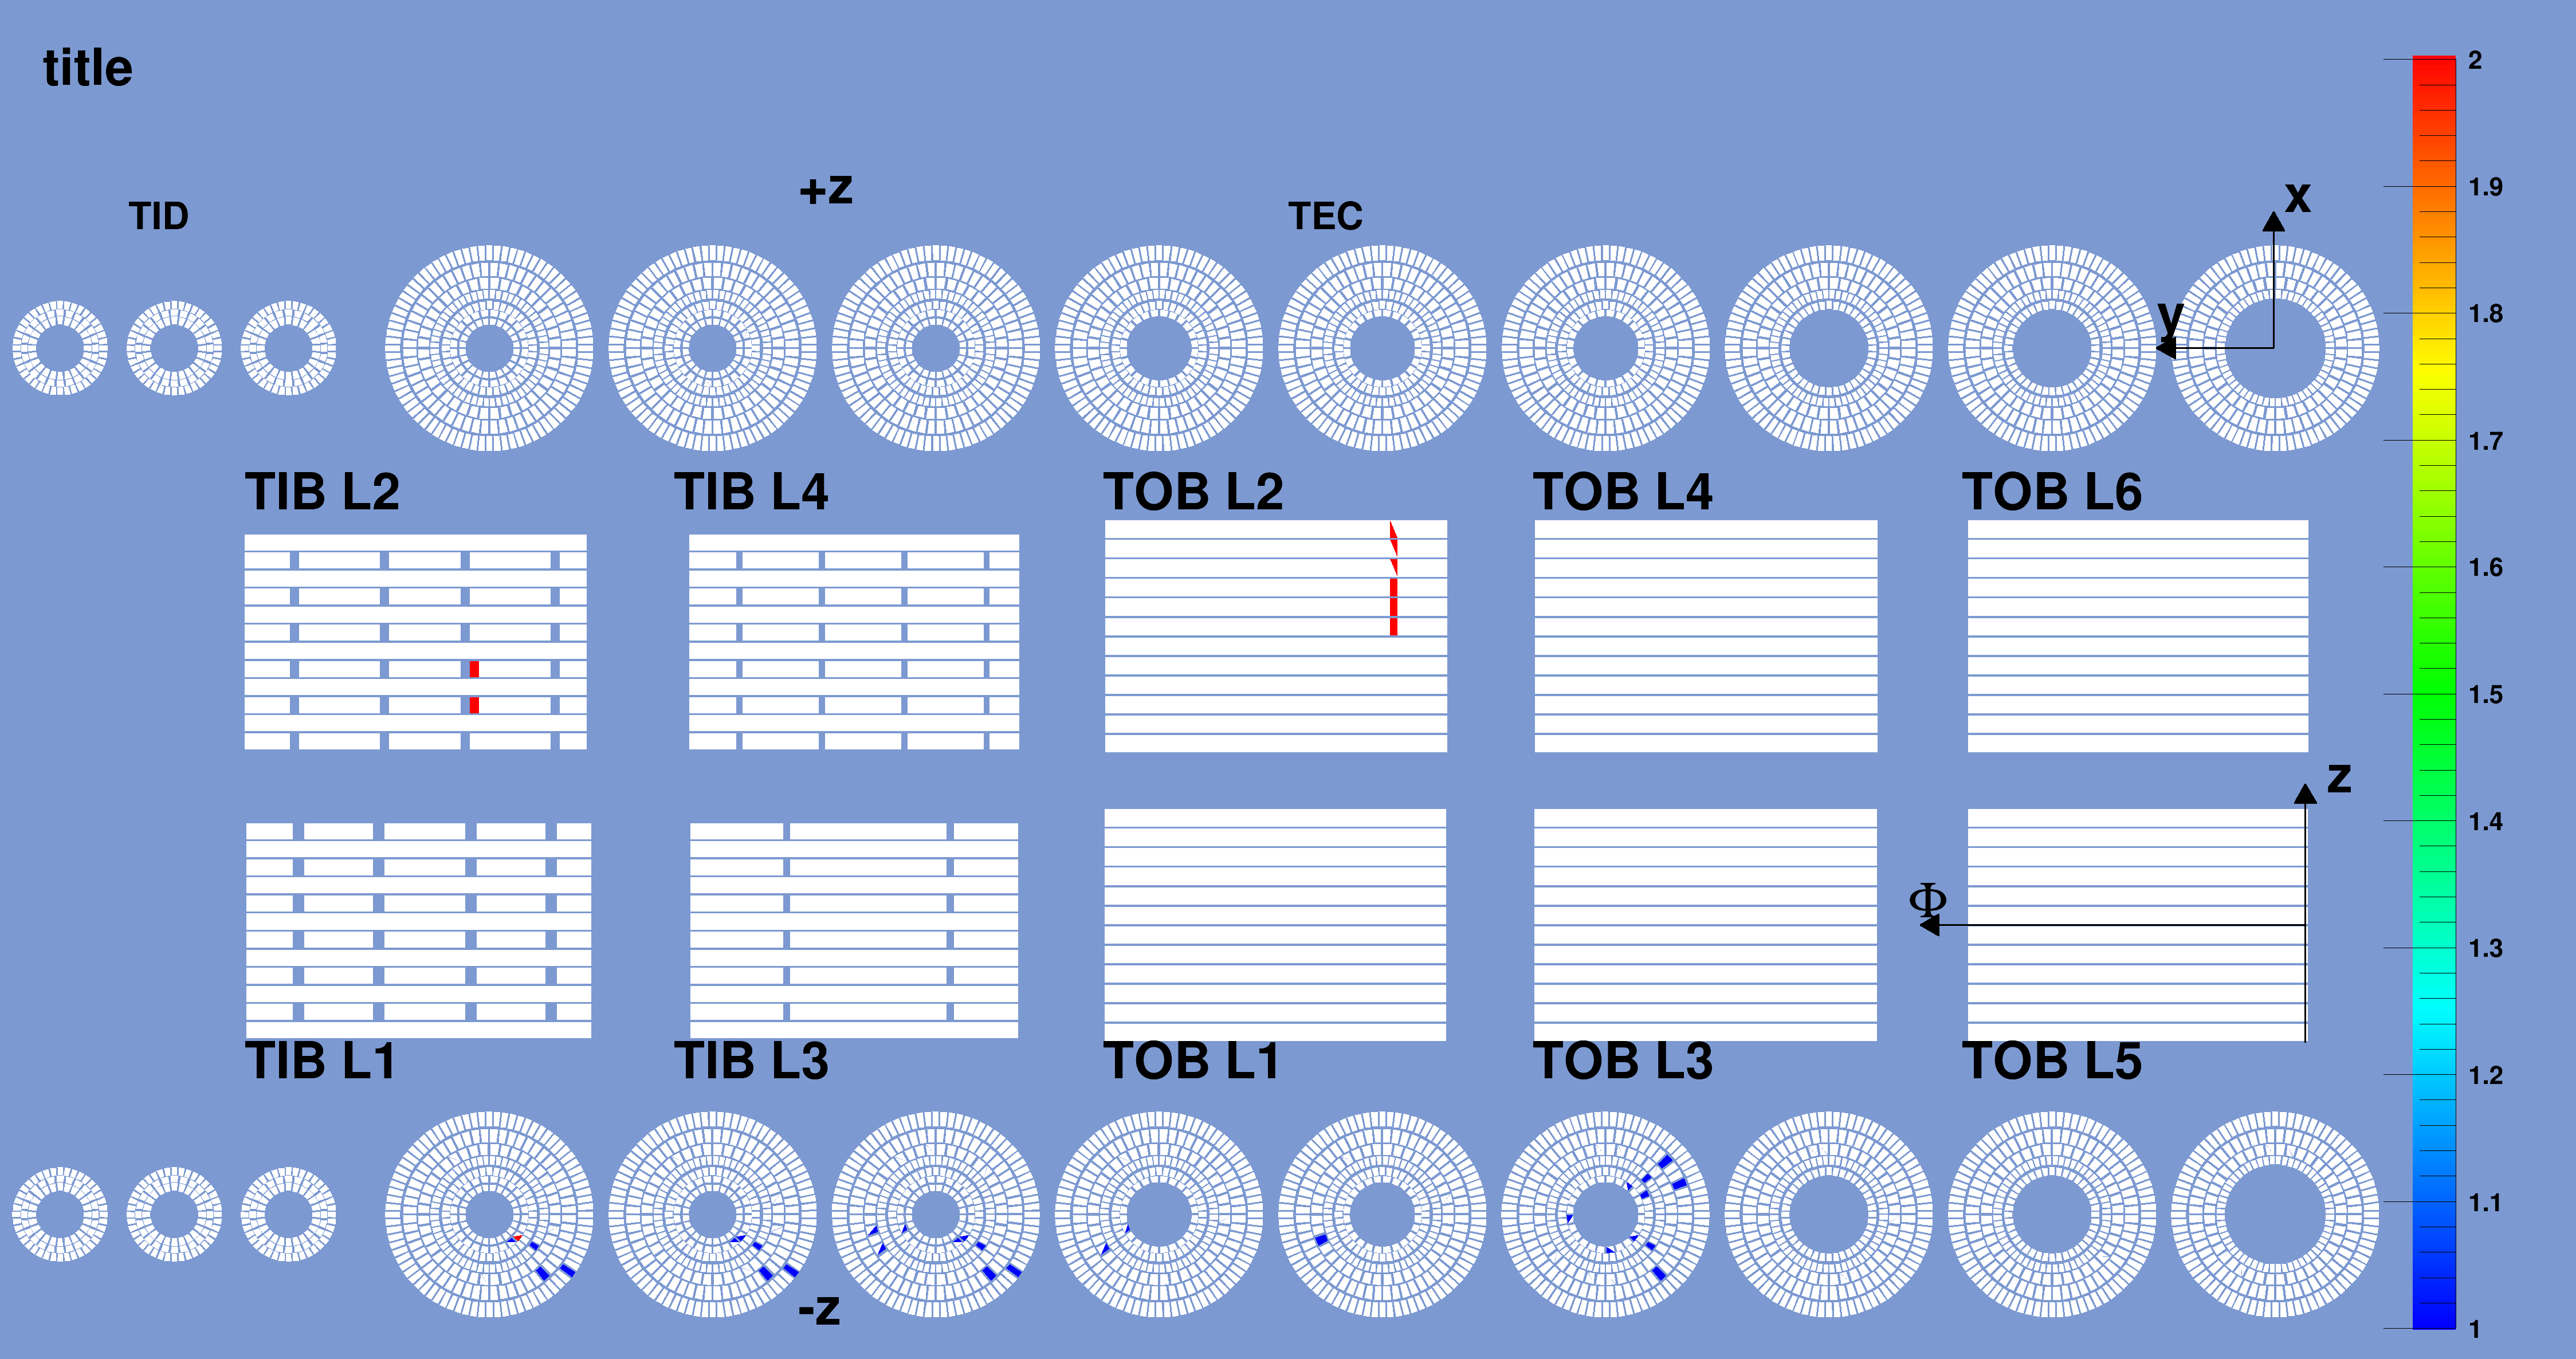 title
+z
TID
TEC
x
y
TIB L2
TIB L4
TOB L2
TOB L4
TOB L6
z
Φ
TIB L1
TIB L3
TOB L1
TOB L3
TOB L5
-z
2
1.9
1.8
1.7
1.6
1.5
1.4
1.3
1.2
1.1
1